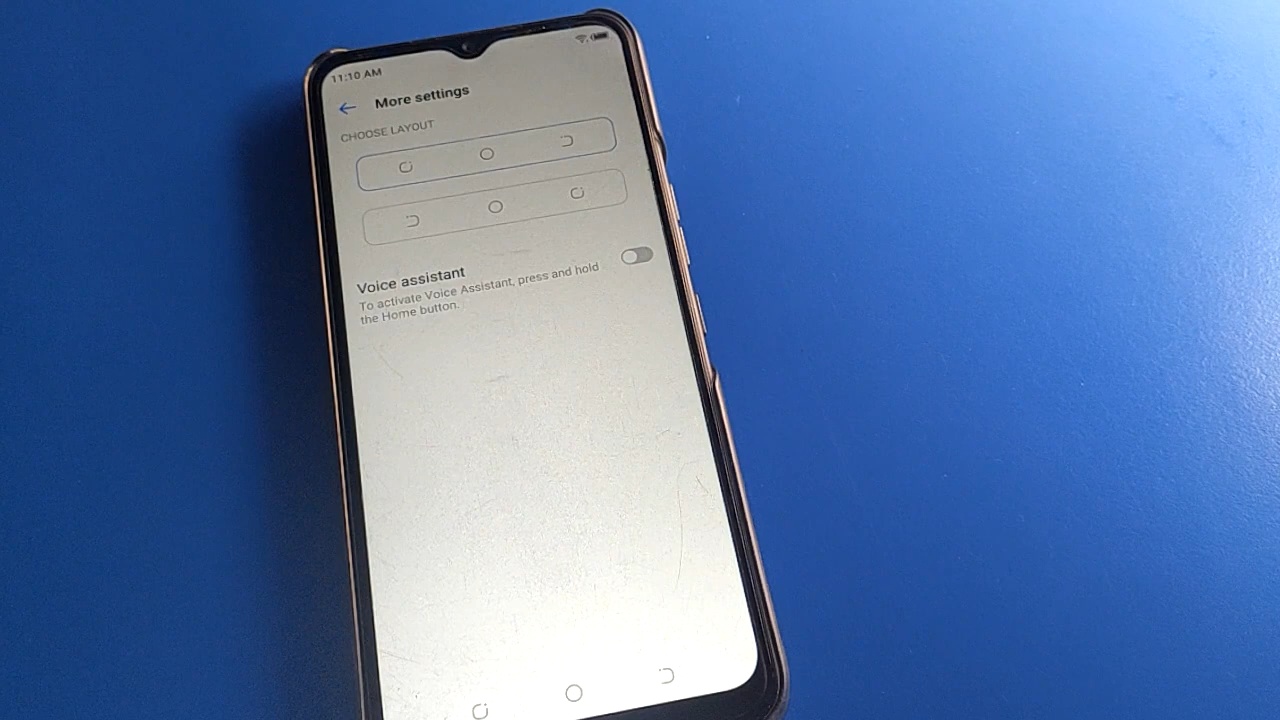 11:10 AM
More settings
CHOOSE LAYOUT
Voice assistant
To activate Voice Assistant, press and hold
the Home button.